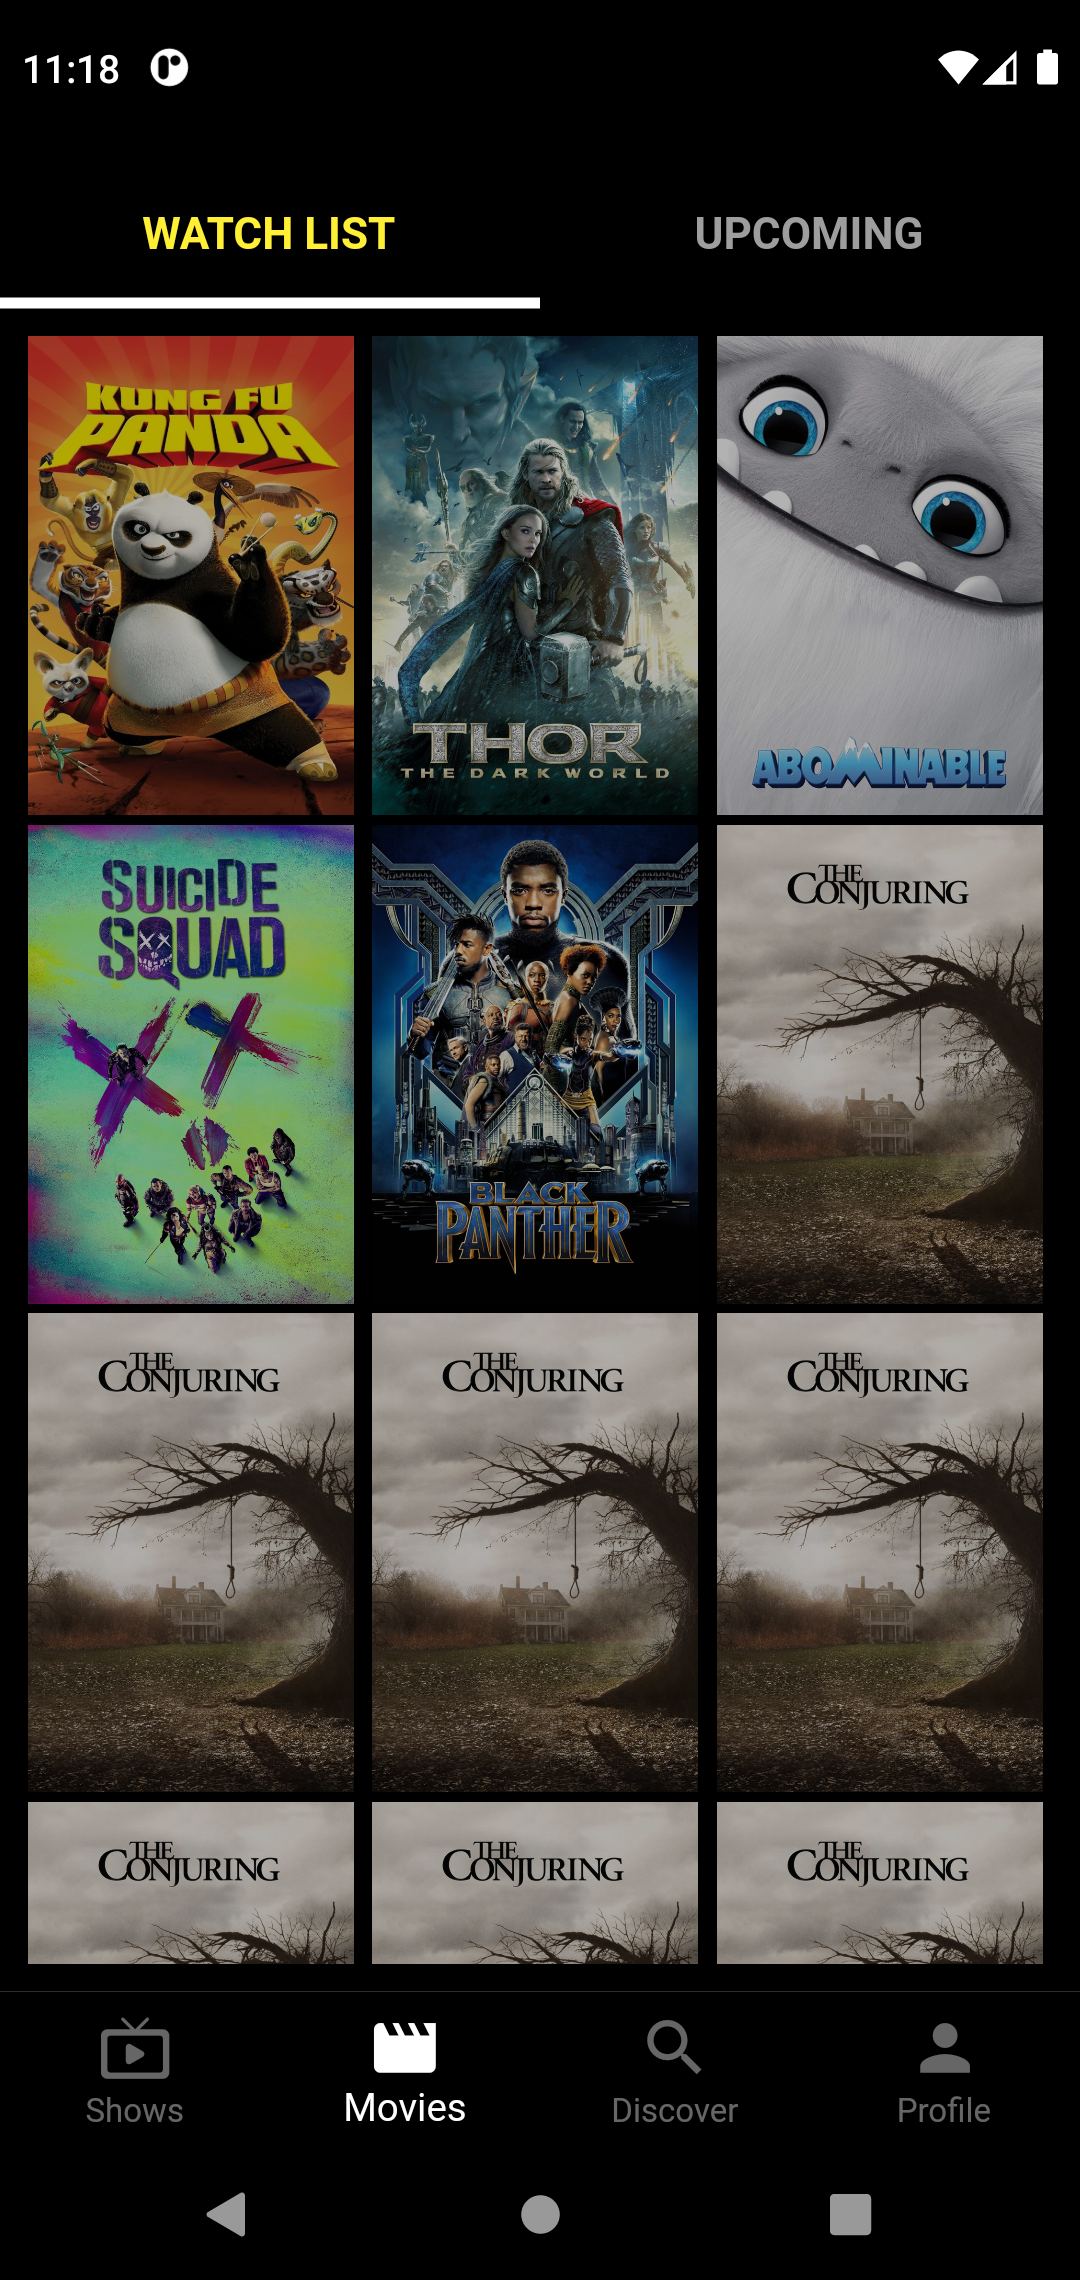 11:18
WATCH LIST
UPCOMING
KUNG FU
PANDA
THOR
THE DARK WORLD
ABOMINABLE
SUICIDE
SQUAD
BLACK
PANTHER
THE
CONJURING
THE
CONJURING
THE
CONJURING
THE
CONJURING
THE
CONJURING
THE
CONJURING
THE
CONJURING
Shows
Movies
Discover
Profile